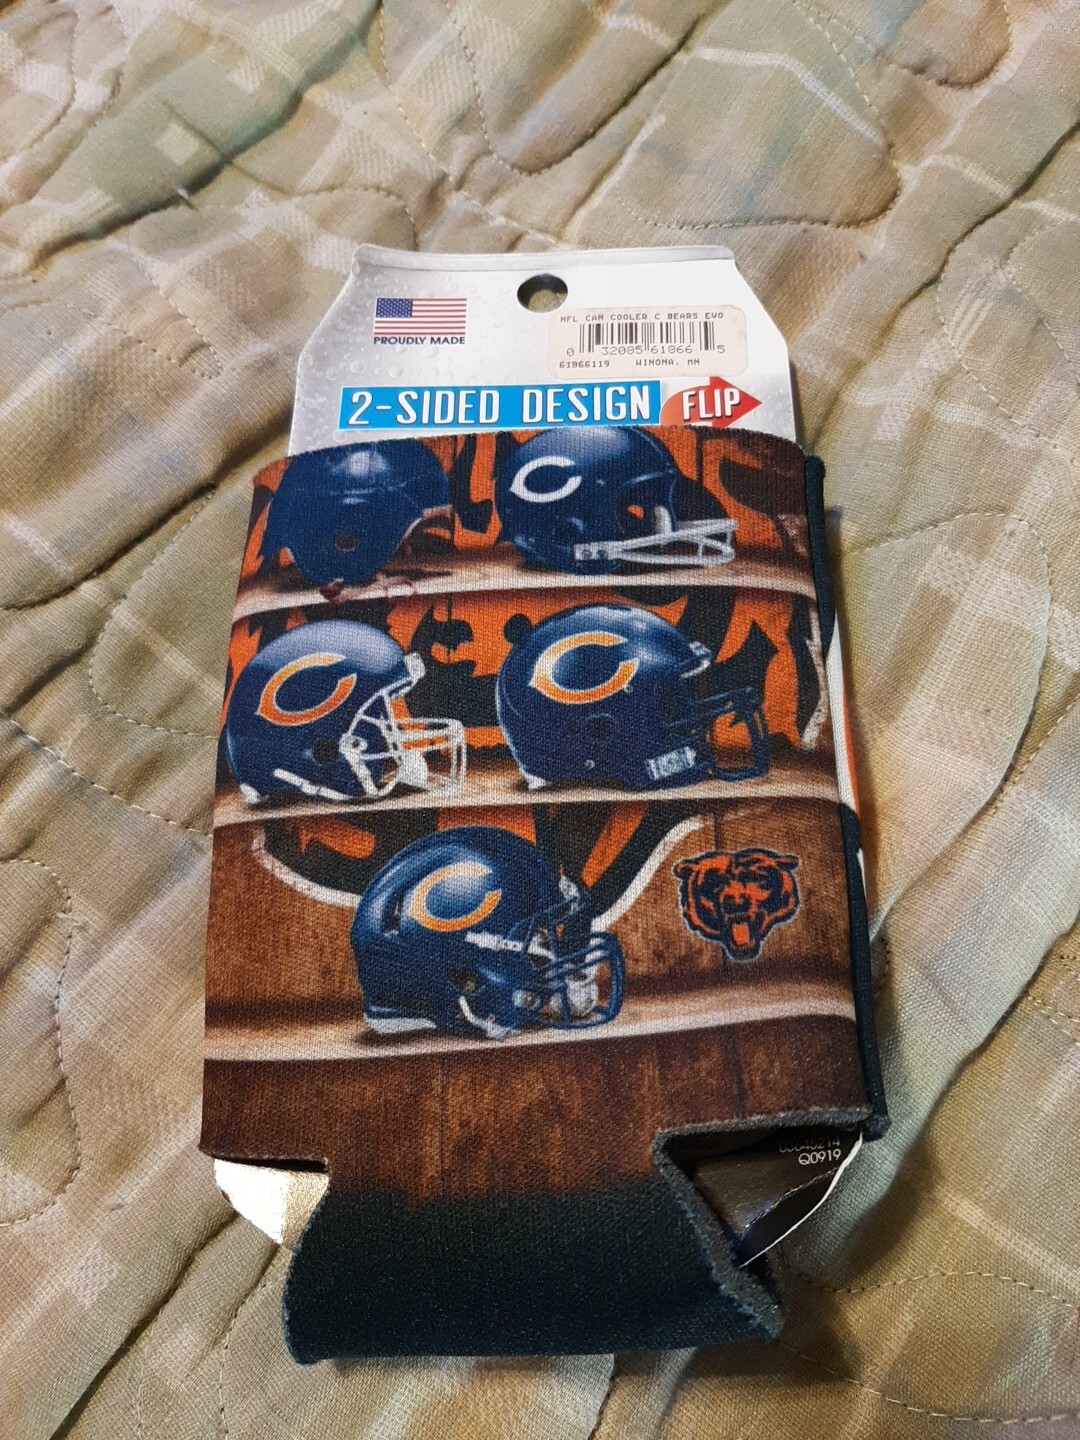 PROUDLY MADE
NFL CAN COOLER C BEARS EVO
0 32085 61866 5
61866119 WINONA, MN
2-SIDED DESIGN FLIP
C
C
C
C
Q0919